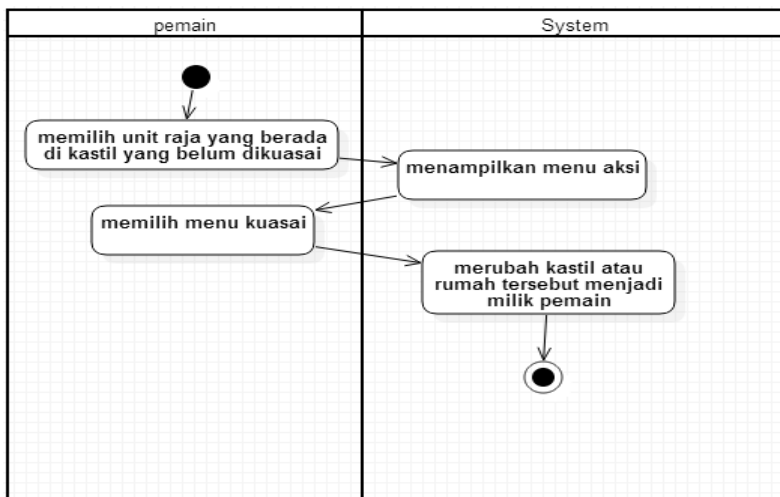 pemain
System
memilih unit raja yang berada
di kastil yang belum dikuasai
menampilkan menu aksi
memilih menu kuasai
merubah kastil atau
rumah tersebut menjadi
milik pemain